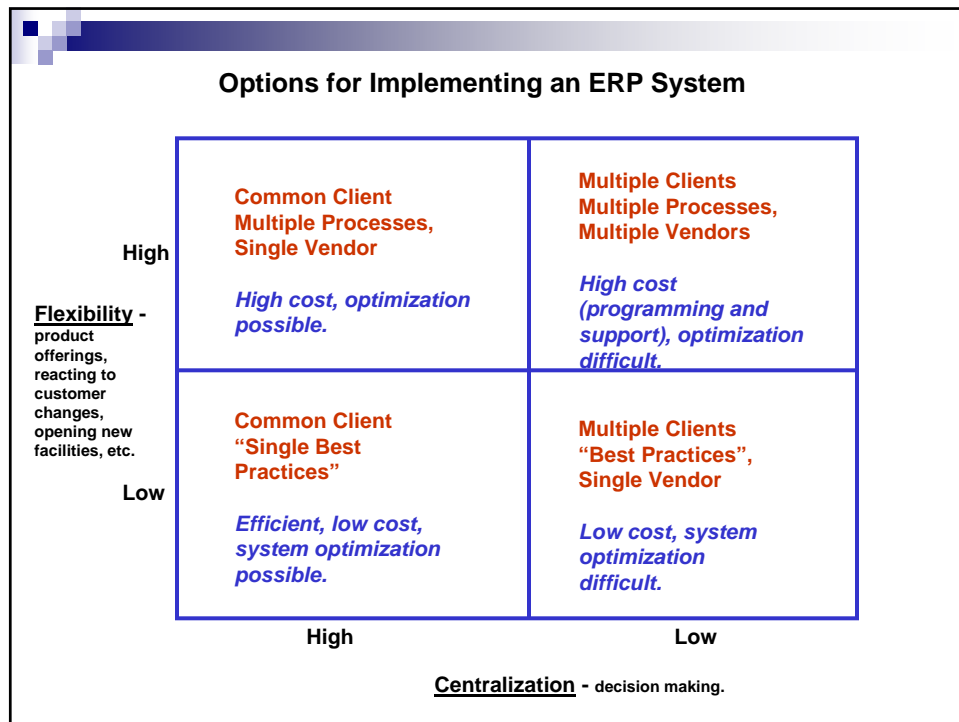 Options for Implementing an ERP System
High
Flexibility -
product
offerings,
reacting to
customer
changes,
opening new
facilities, etc.
Low
Common Client
Multiple Processes,
Single Vendor
High cost, optimization
possible.
Multiple Clients
Multiple Processes,
Multiple Vendors
High cost
(programming and
support), optimization
difficult.
Common Client
“Single Best
Practices”
Efficient, low cost,
system optimization
possible.
Multiple Clients
“Best Practices”,
Single Vendor
Low cost, system
optimization
difficult.
High
Low
Centralization - decision making.